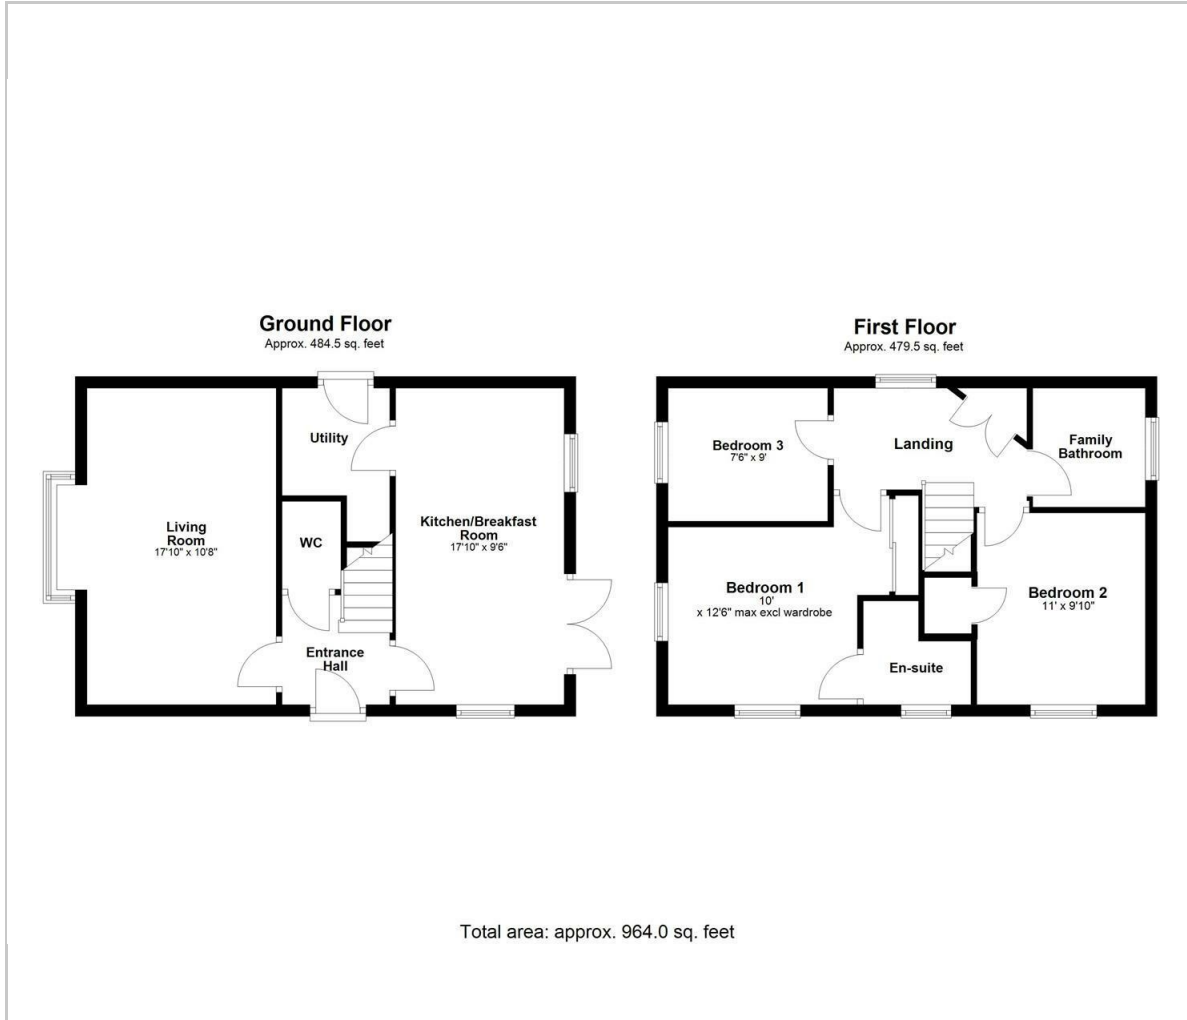 Ground Floor
Approx. 484.5 sq. feet
Utility
Living
Room
17'10" x 10'8"
WC
Kitchen/Breakfast
Room
17'10" x 9'6"
Entrance
Hall
First Floor
Approx. 479.5 sq. feet
Bedroom 3
7'6" x 9'
Landing
Family
Bathroom
Bedroom 1
10'
x 12'6" max excl wardrobe
Bedroom 2
11' x 9'10"
En-suite
Total area: approx. 964.0 sq. feet